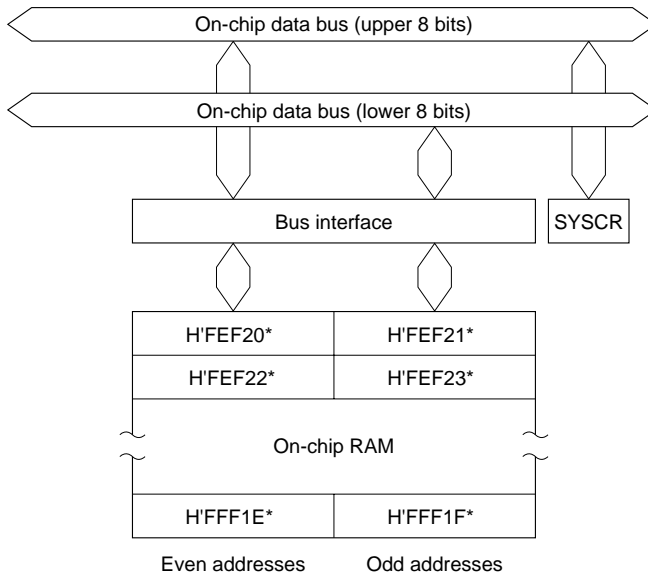 On-chip data bus (upper 8 bits)
On-chip data bus (lower 8 bits)
Bus interface
SYSCR
H'FEF20*
H'FEF21*
H'FEF22*
H'FEF23*
On-chip RAM
H'FFF1E*
H'FFF1F*
Even addresses
Odd addresses